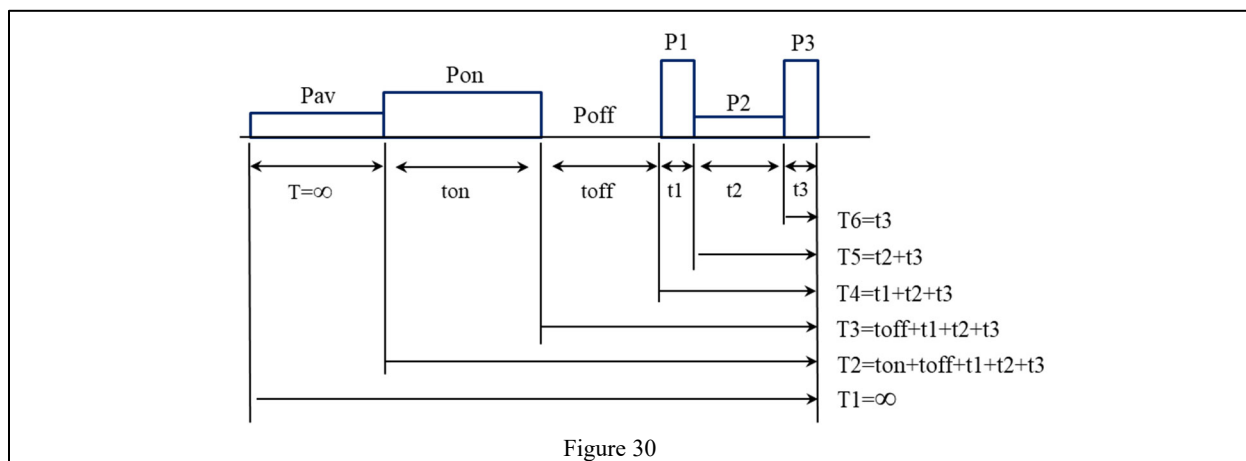 P1 P3
Pon
Pav Poff P2
T=∞ ton toff t1 t2 t3
T6=t3
T5=t2+t3
T4=t1+t2+t3
T3=toff+t1+t2+t3
T2=ton+toff+t1+t2+t3
T1=∞
Figure 30